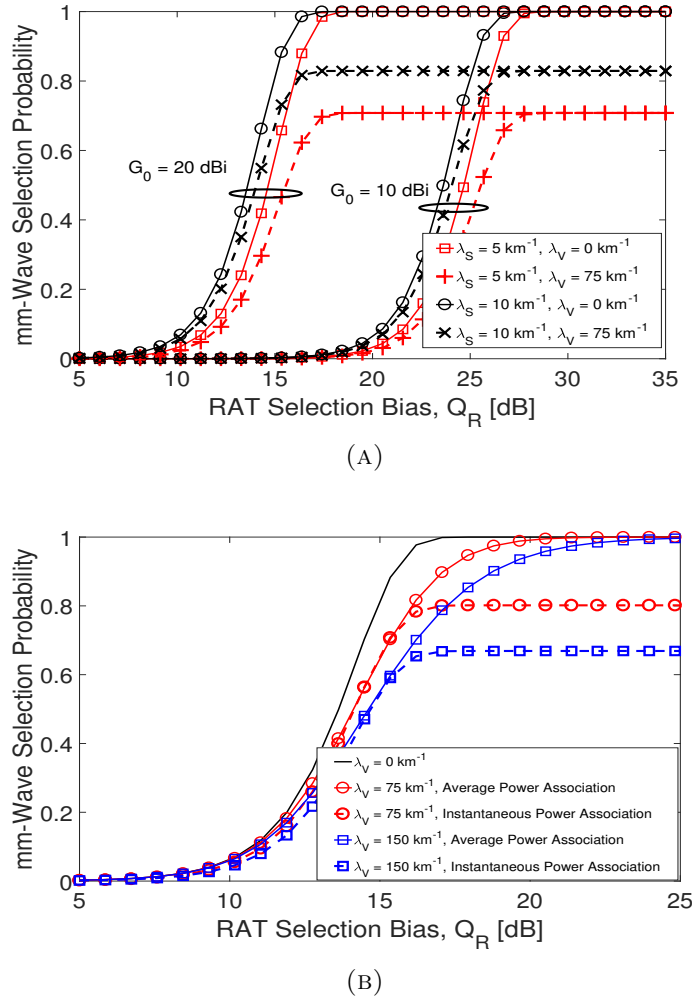 1
0.8
0.6
0.4
0.2
0
mm-Wave Selection Probability
G0 = 20 dBi
G0 = 10 dBi
λS = 5 km-1, λV = 0 km-1
λS = 5 km-1, λV = 75 km-1
λS = 10 km-1, λV = 0 km-1
λS = 10 km-1, λV = 75 km-1
5 10 15 20 25 30 35
RAT Selection Bias, QR [dB]
(A)
1
0.8
0.6
0.4
0.2
0
mm-Wave Selection Probability
λV = 0 km-1
λV = 75 km-1, Average Power Association
λV = 75 km-1, Instantaneous Power Association
λV = 150 km-1, Average Power Association
λV = 150 km-1, Instantaneous Power Association
5 10 15 20 25
RAT Selection Bias, QR [dB]
(B)